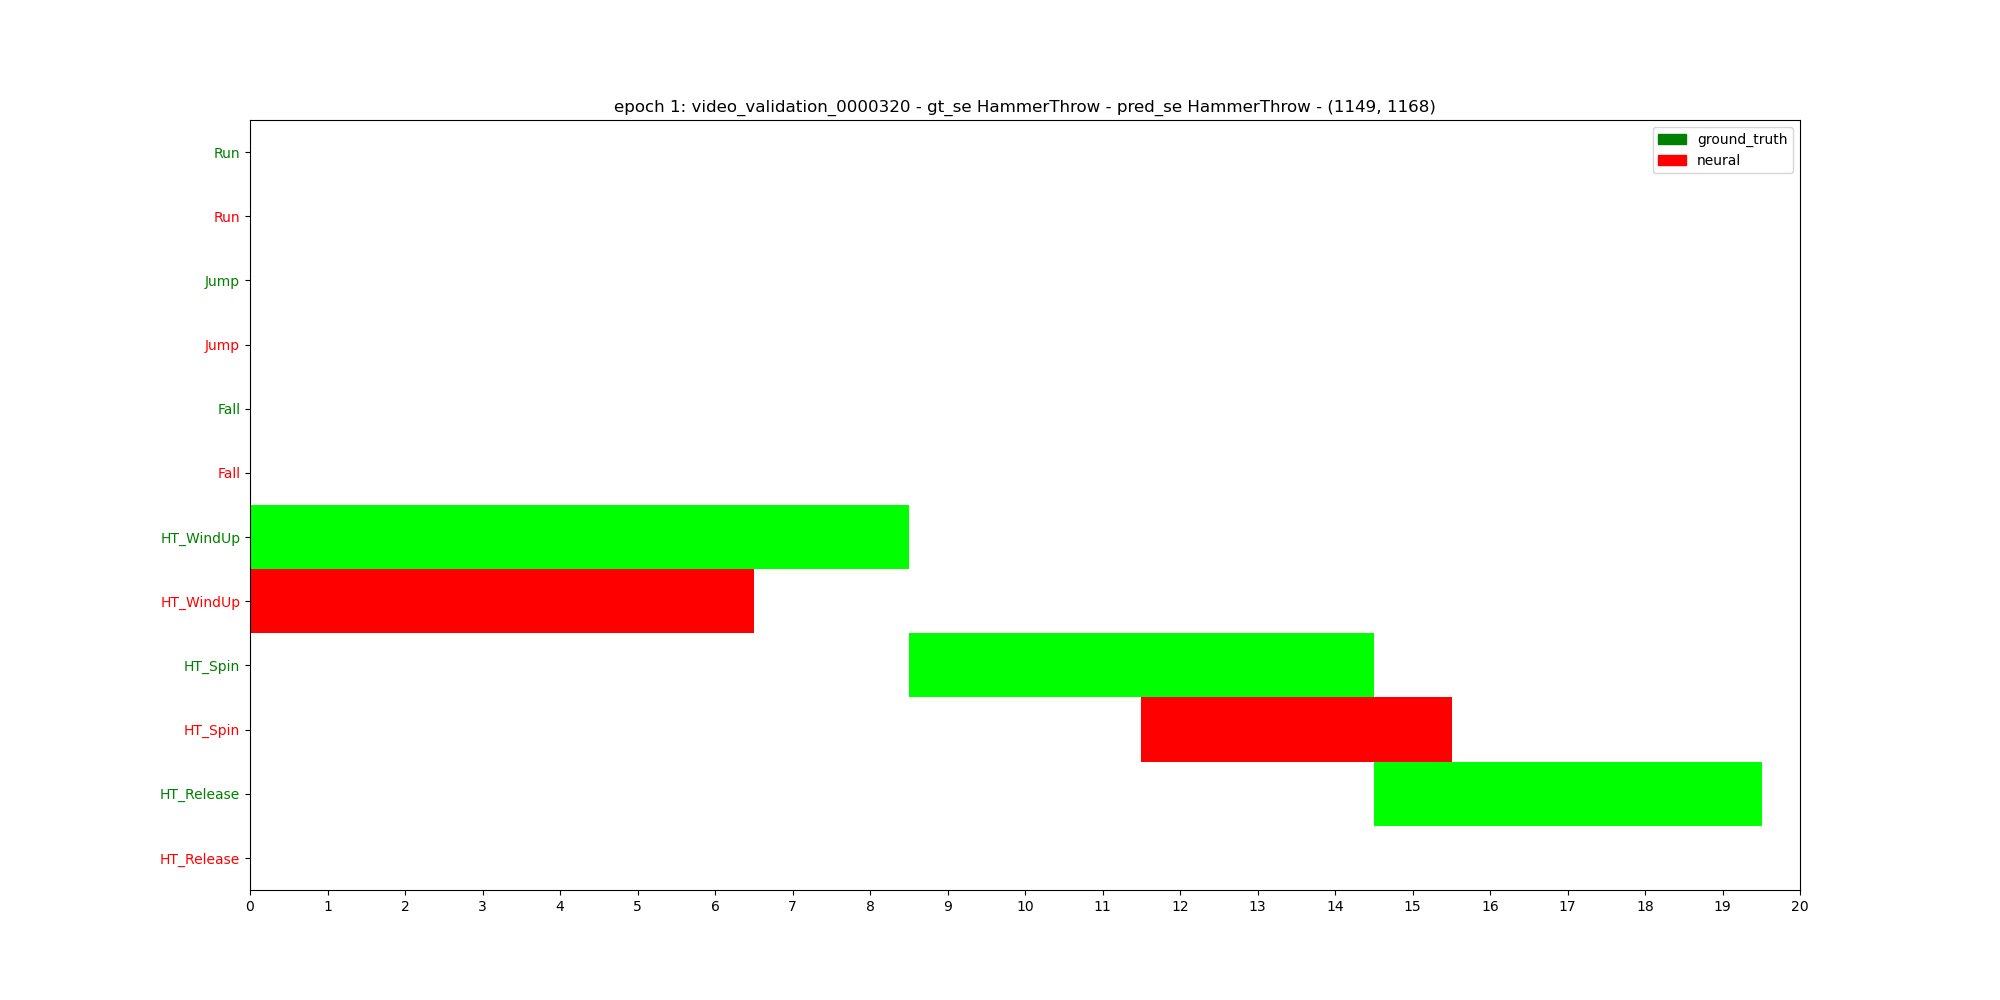 epoch 1: video_validation_0000320 - gt_se HammerThrow - pred_se HammerThrow - (1149, 1168)
ground_truth
neural
Run
Run
Jump
Jump
Fall
Fall
HT_WindUp
HT_WindUp
HT_Spin
HT_Spin
HT_Release
HT_Release
0 1 2 3 4 5 6 7 8 9 10 11 12 13 14 15 16 17 18 19 20